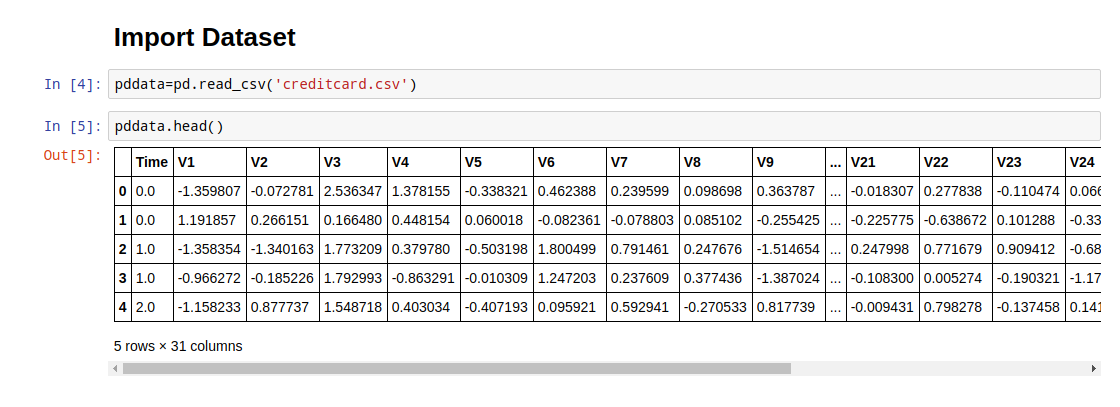 Import Dataset
In [4]: pddata=pd.read_csv('creditcard.csv')
In [5]: pddata.head()
Out[5]:
Time V1 V2 V3 V4 V5 V6 V7 V8 V9 ... V21 V22 V23 V24
0 0.0 -1.359807 -0.072781 2.536347 1.378155 -0.338321 0.462388 0.239599 0.098698 0.363787 ... -0.018307 0.277838 -0.110474
1 0.0 1.191857 0.266151 0.166480 0.448154 0.060018 -0.082361 -0.078803 0.085102 -0.255425 ... -0.225775 -0.638672 0.101288 -0.33
2 1.0 -1.358354 -1.340163 1.773209 0.379780 -0.503198 1.800499 0.791461 0.247676 -1.514654 ... 0.247998 0.771679 0.909412 -0.68
3 1.0 -0.966272 -0.185226 1.792993 -0.863291 -0.010309 1.247203 0.237609 0.377436 -1.387024 ... -0.108300 0.005274 -0.190321 -1.17
4 2.0 -1.158233 0.877737 1.548718 0.403034 -0.407193 0.095921 0.592941 -0.270533 0.817739 ... -0.009431 0.798278 -0.137458 0.141
5 rows × 31 columns